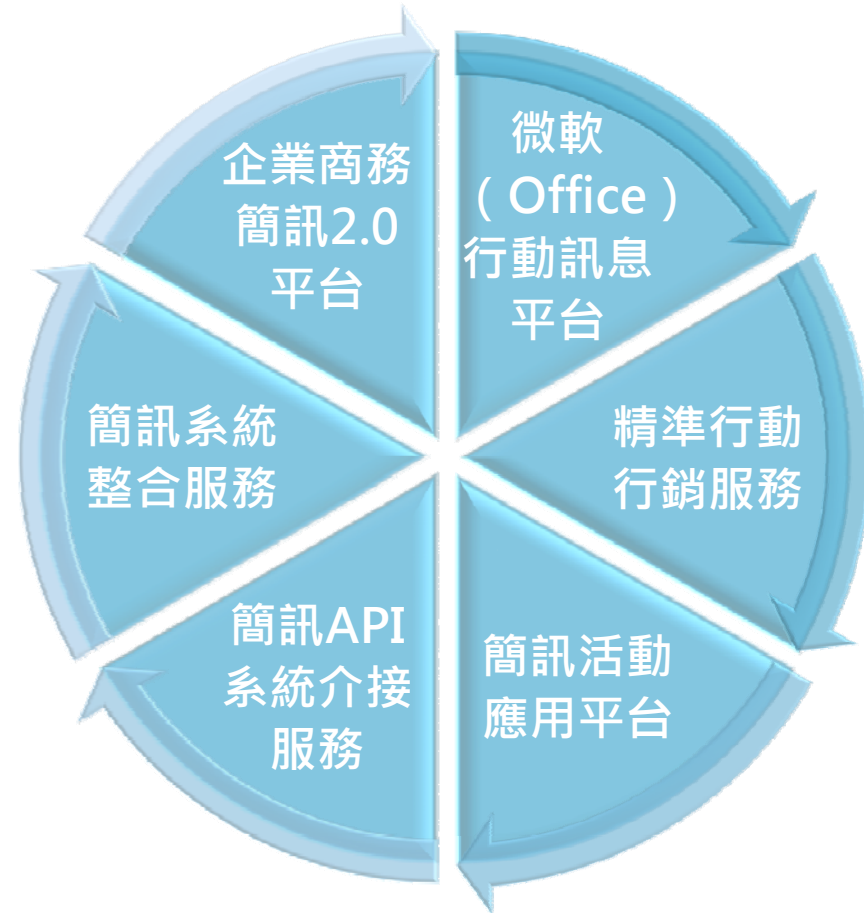 微軟
（Office）
行動訊息
平台
精準行動
行銷服務
簡訊活動
應用平台
簡訊API
系統介接
服務
簡訊系統
整合服務
企業商務
簡訊2.0
平台